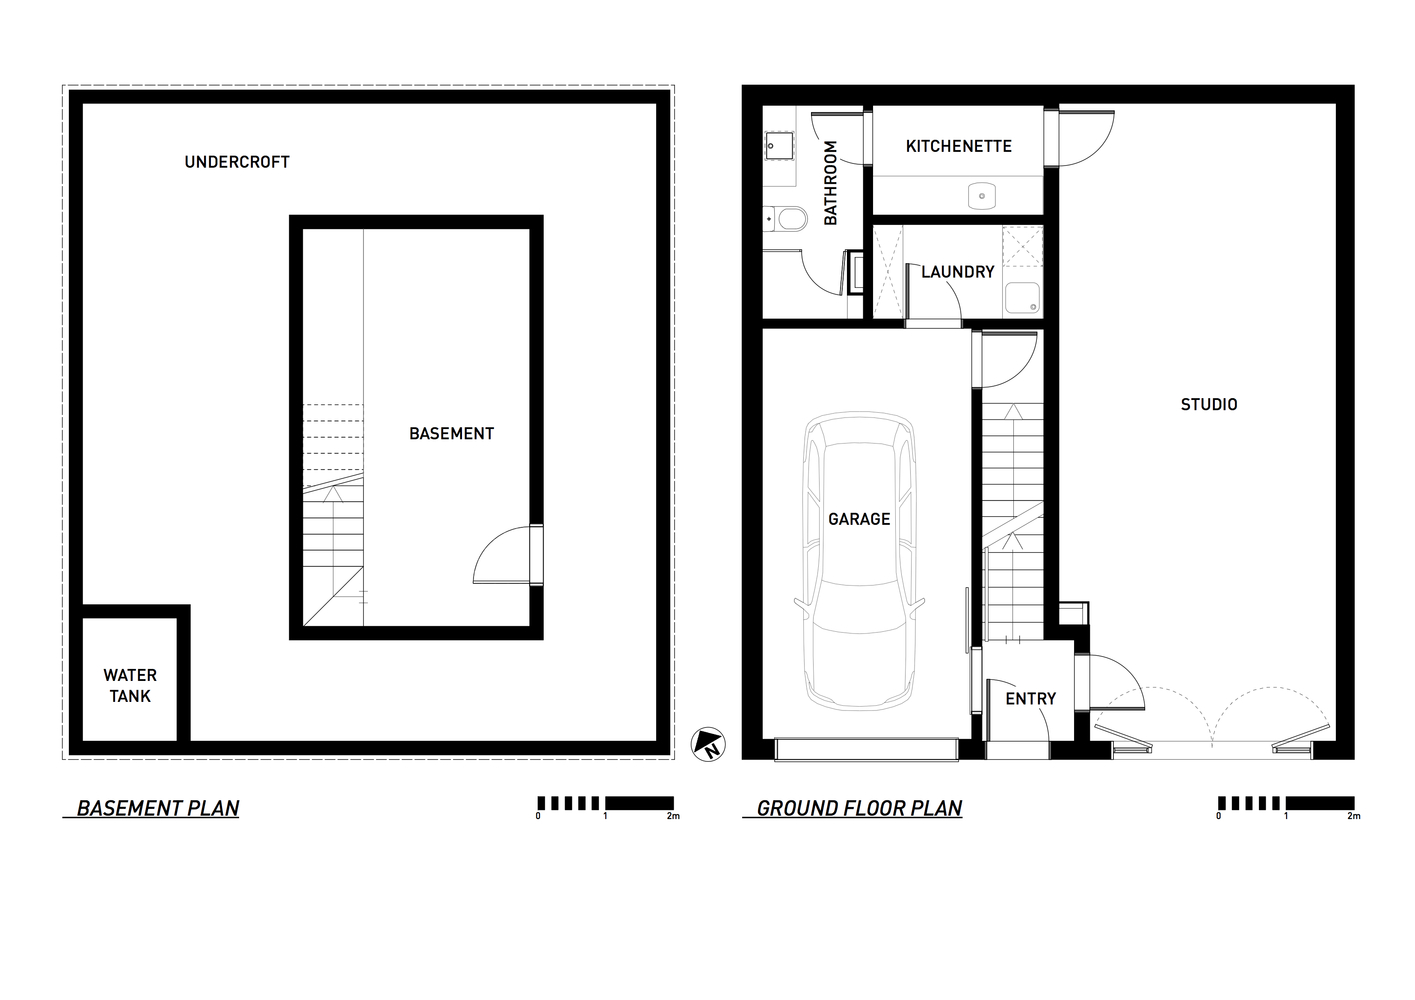 UNDERCROFT
BASEMENT
WATER
TANK
BASEMENT PLAN
0 1 2m
N
KITCHENETTE
BATHROOM
LAUNDRY
STUDIO
GARAGE
ENTRY
GROUND FLOOR PLAN
0 1 2m